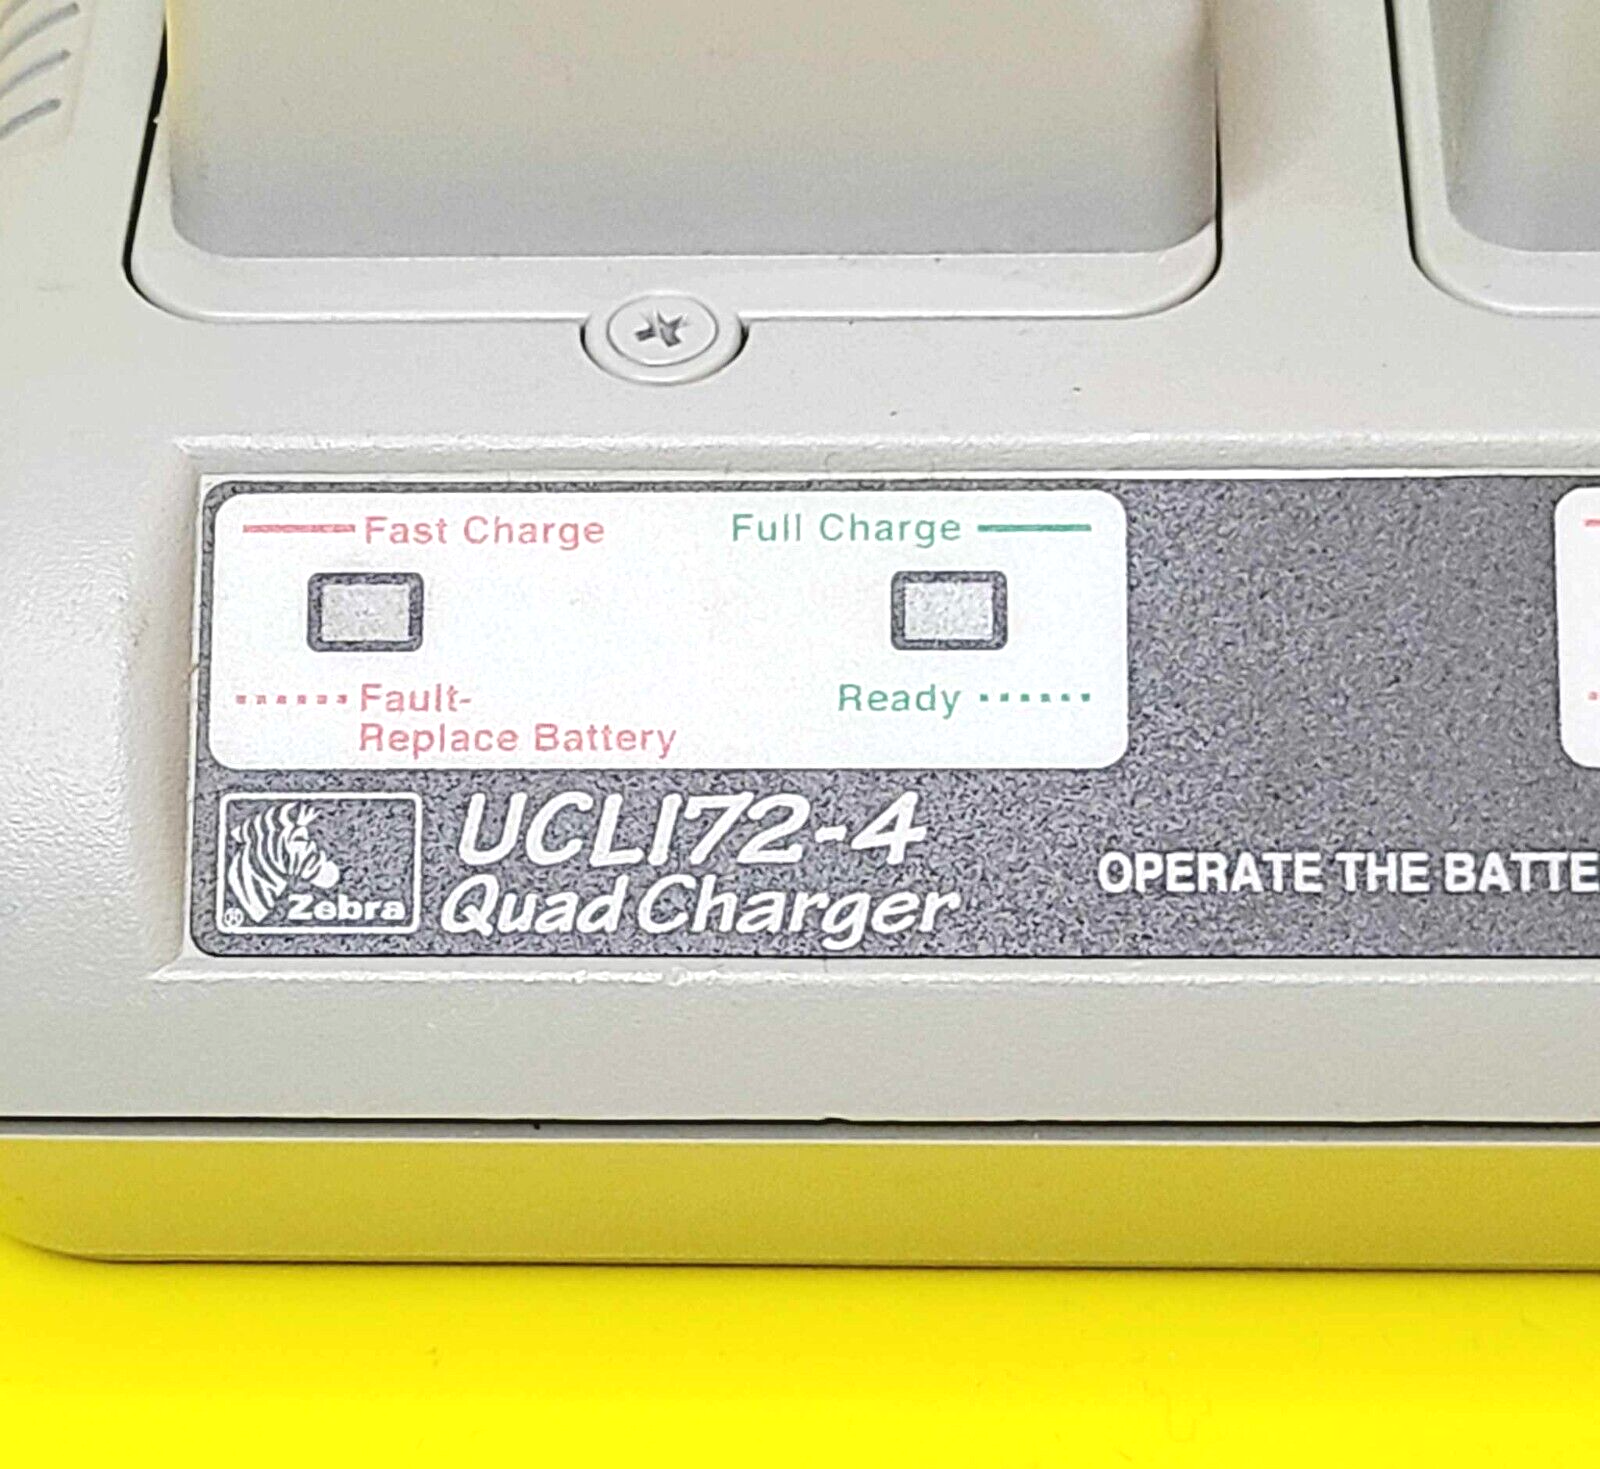 Fast Charge
Full Charge
Fault-
Ready
Replace Battery
UCLI72-4
Zebra
®
Quad Charger
OPERATE THE BATTE